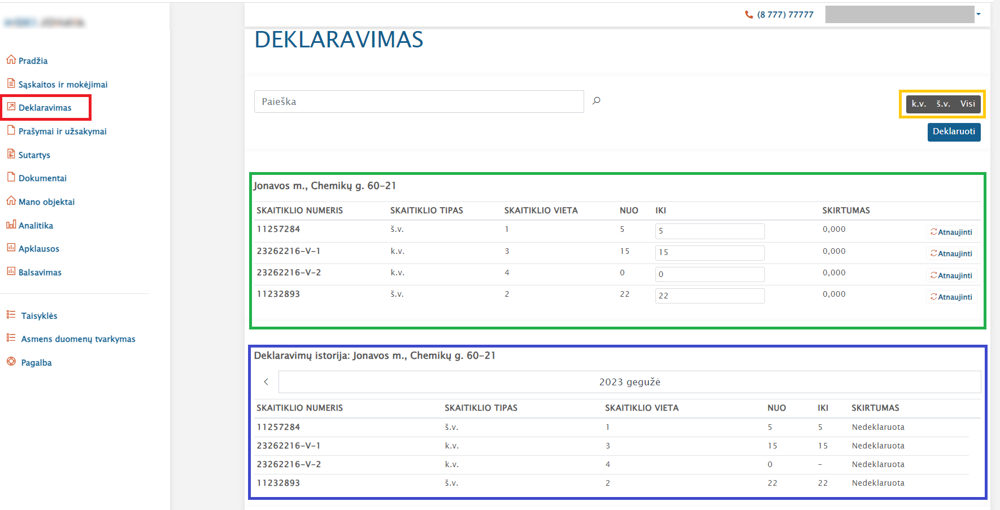 (8 777) 77777
Pradžia
Sąskaitos ir mokėjimai
Deklaravimas
Prašymai ir užsakymai
Sutartys
Dokumentai
Mano objektai
Analitika
Apklausos
Balsavimas
Taisyklės
Asmens duomenų tvarkymas
Pagalba
DEKLARAVIMAS
Paieška
k.v. š.v. Visi
Deklaruoti
Jonavos m., Chemikų g. 60-21
SKAITIKLIO NUMERIS SKAITIKLIO TIPAS SKAITIKLIO VIETA NUO IKI SKIRTUMAS
11257284 š.v. 1 5 5 0,000 Atnaujinti
23262216-V-1 k.v. 3 15 15 0,000 Atnaujinti
23262216-V-2 k.v. 4 0 0 0,000 Atnaujinti
11232893 š.v. 2 22 22 0,000 Atnaujinti
Deklaravimų istorija: Jonavos m., Chemikų g. 60-21
2023 gegužė
SKAITIKLIO NUMERIS SKAITIKLIO TIPAS SKAITIKLIO VIETA NUO IKI SKIRTUMAS
11257284 š.v. 1 5 5 Nedeklaruota
23262216-V-1 k.v. 3 15 15 Nedeklaruota
23262216-V-2 k.v. 4 0 - Nedeklaruota
11232893 š.v. 2 22 22 Nedeklaruota